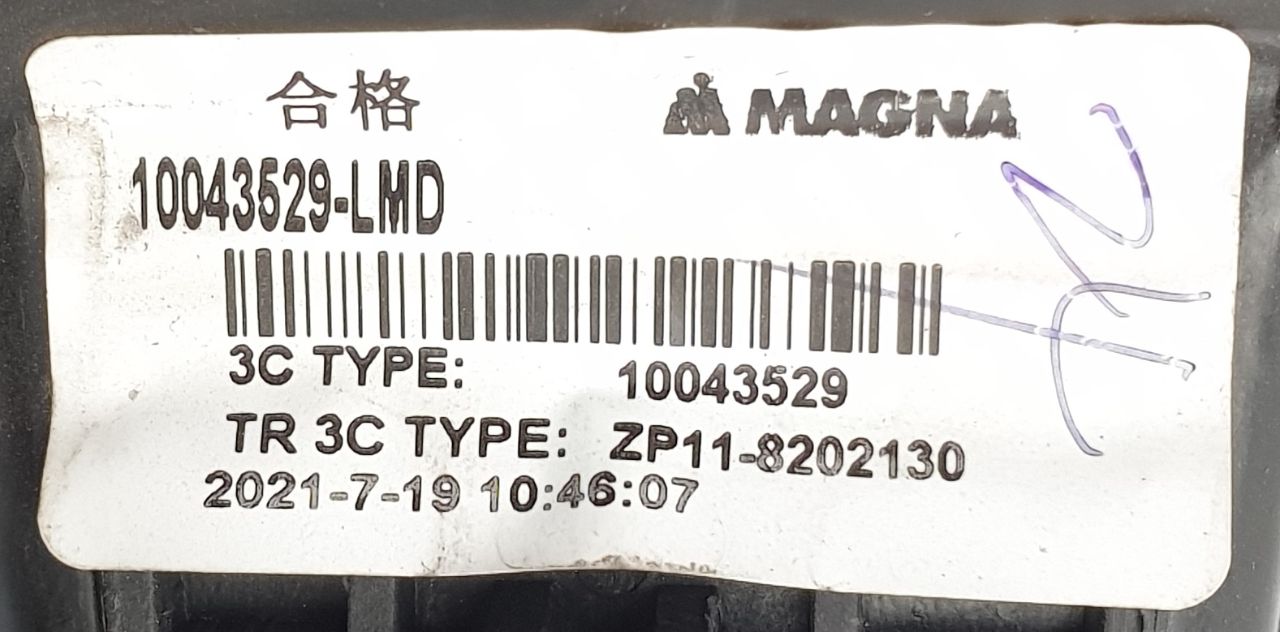 合格 MAGNA
10043529-LMD
3C TYPE: 10043529
TR 3C TYPE: ZP11-8202130
2021-7-19 10:46:07